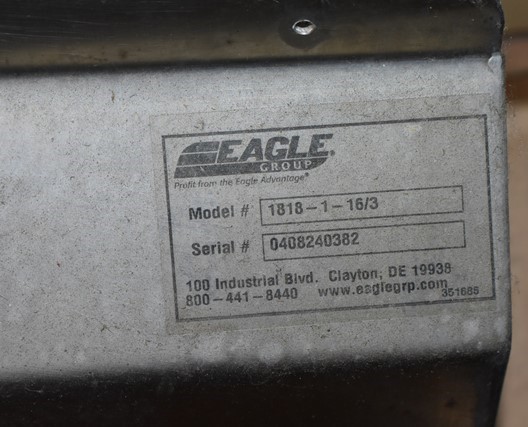 EAGLE®
GROUP
Profit from the Eagle Advantage®
Model # 1818-1-16/3
Serial # 0408240382
100 Industrial Blvd. Clayton, DE 19938
800-441-8440 www.eaglegrp.com
351686